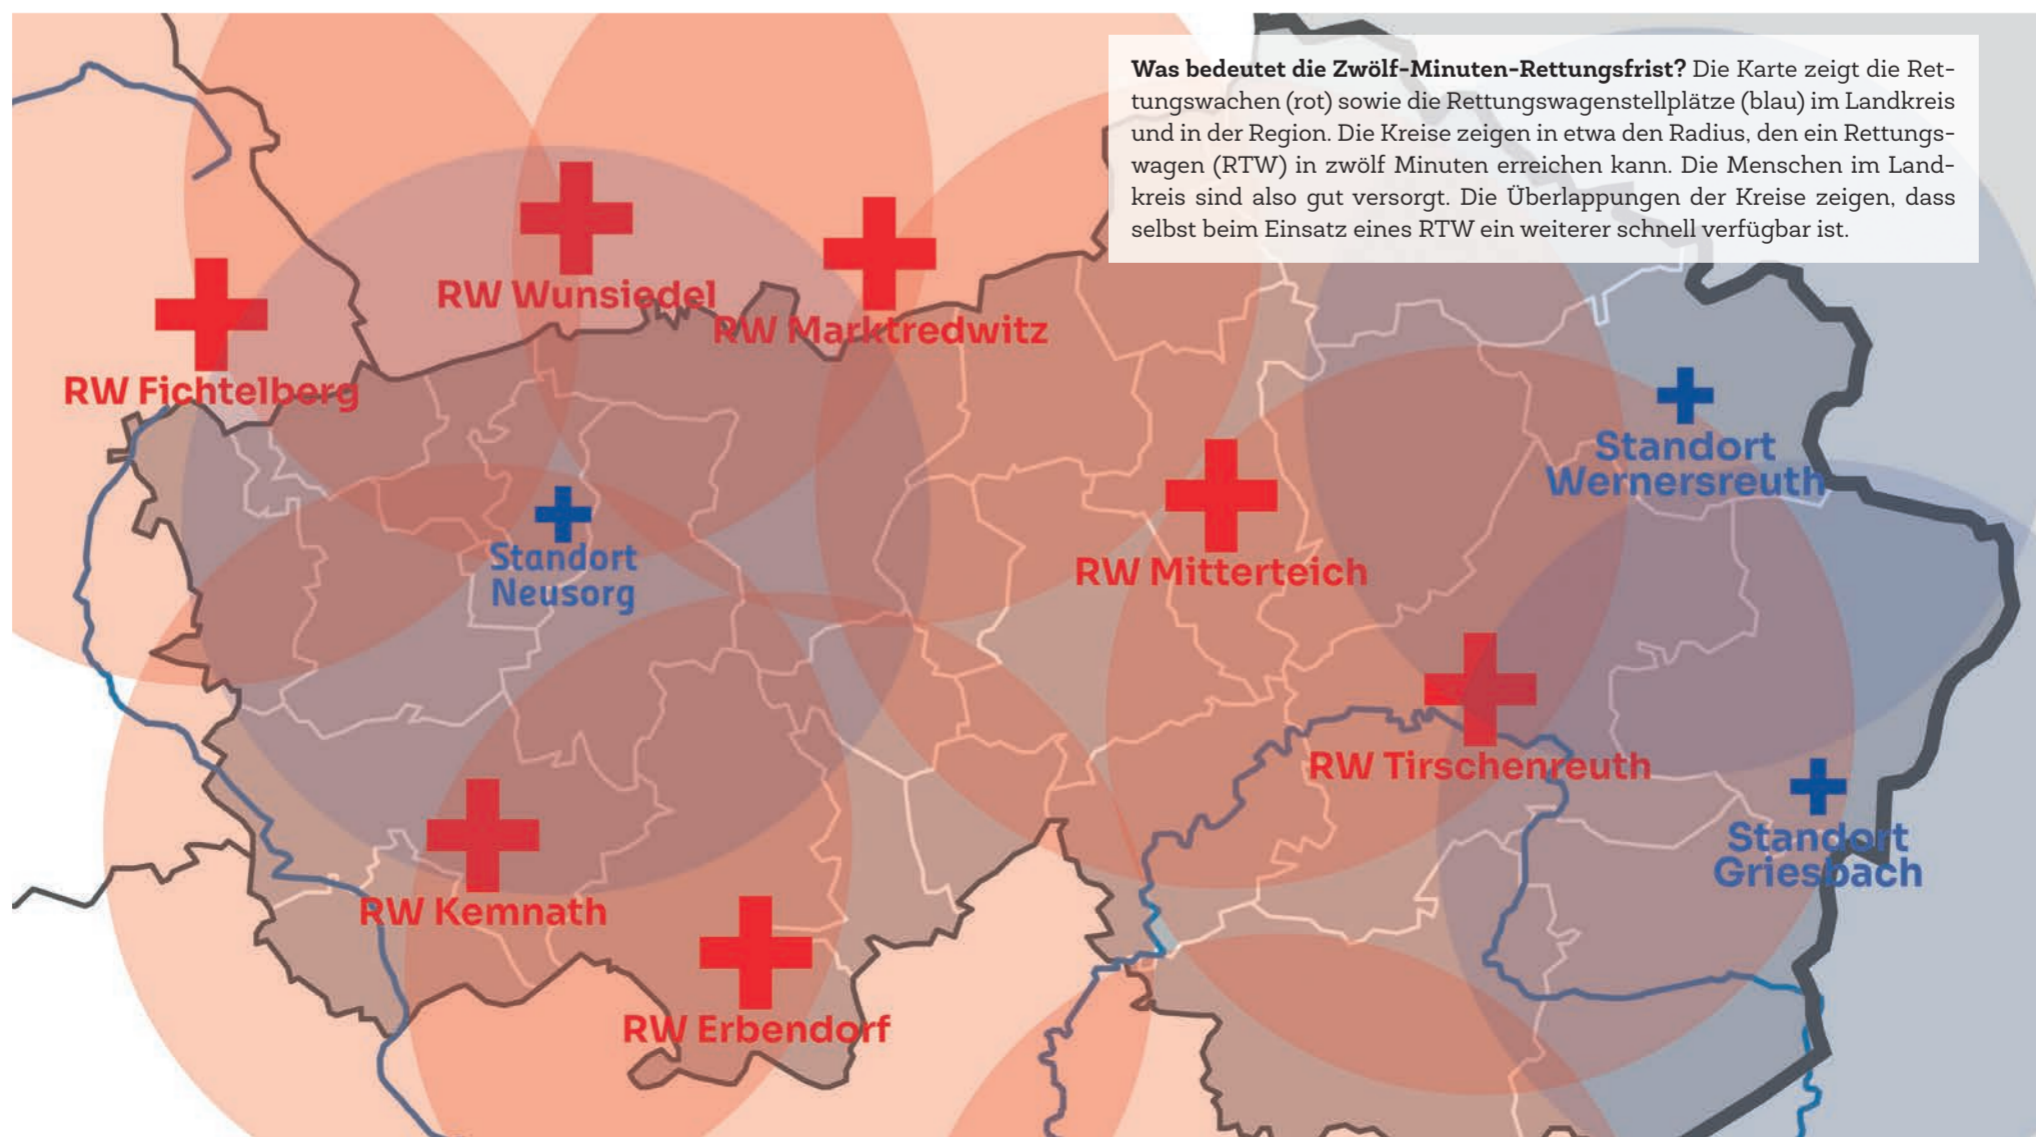 Was bedeutet die Zwölf-Minuten-Rettungsfrist? Die Karte zeigt die Ret-
tungswachen (rot) sowie die Rettungswagenstellplätze (blau) im Landkreis
und in der Region. Die Kreise zeigen in etwa den Radius, den ein Rettungs-
wagen (RTW) in zwölf Minuten erreichen kann. Die Menschen im Land-
kreis sind also gut versorgt. Die Überlappungen der Kreise zeigen, dass
selbst beim Einsatz eines RTW ein weiterer schnell verfügbar ist.
RW Wunsiedel
RW Marktredwitz
RW Fichtelberg
Standort
Wernersreuth
Standort
Neusorg
RW Mitterteich
RW Tirschenreuth
Standort
Griesbach
RW Kemnath
RW Erbendorf